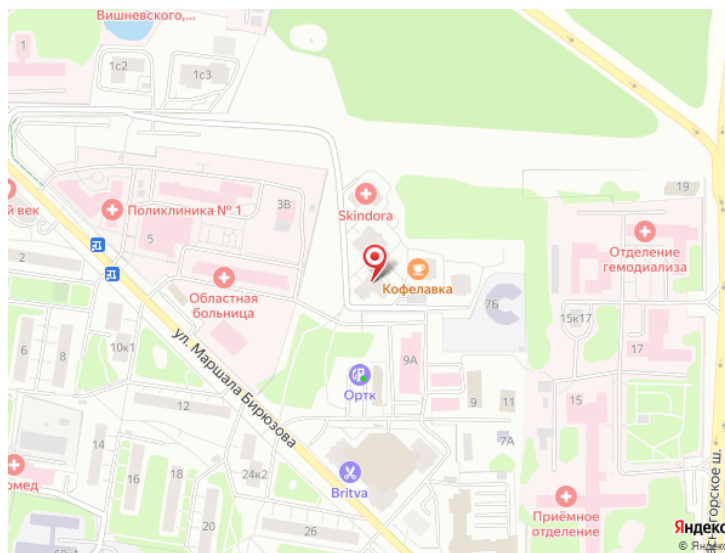 Вишневского,...
1
1с2
1с3
19
Skindora
3В
й век
Поликлиника № 1
5
Отделение
гемодиализа
2
Областная
больница
Кофелавка
7Б
15к17
17
6
8
10к1
ул. Маршала Бирюзова
9А
Ортк
12
9
11
15
7А
14
16
18
24к2
Britva
омед
20
26
Приёмное
отделение
ногорское ш.
Яндекс
© Яндекс